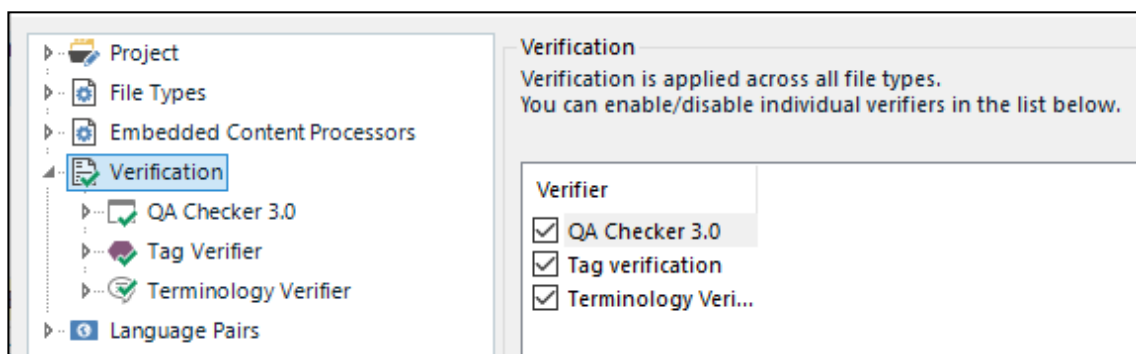 Project
File Types
Embedded Content Processors
Verification
QA Checker 3.0
Tag Verifier
Terminology Verifier
Language Pairs
Verification
Verification is applied across all file types.
You can enable/disable individual verifiers in the list below.
Verifier
QA Checker 3.0
Tag verification
Terminology Veri...